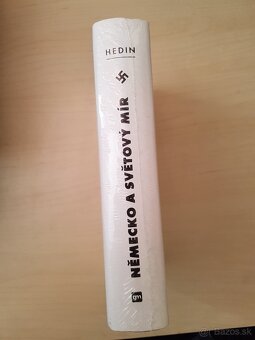 HEDIN
NĚMECKO A SVĚTOVÝ MÍR
gm
Bazos.sk